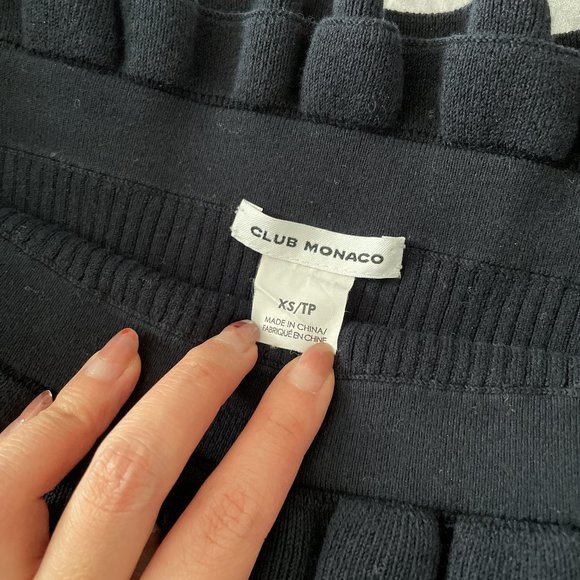 CLUB MONACO
XS/TP
MADE IN CHINA/
FABRIQUÉ EN CHINE